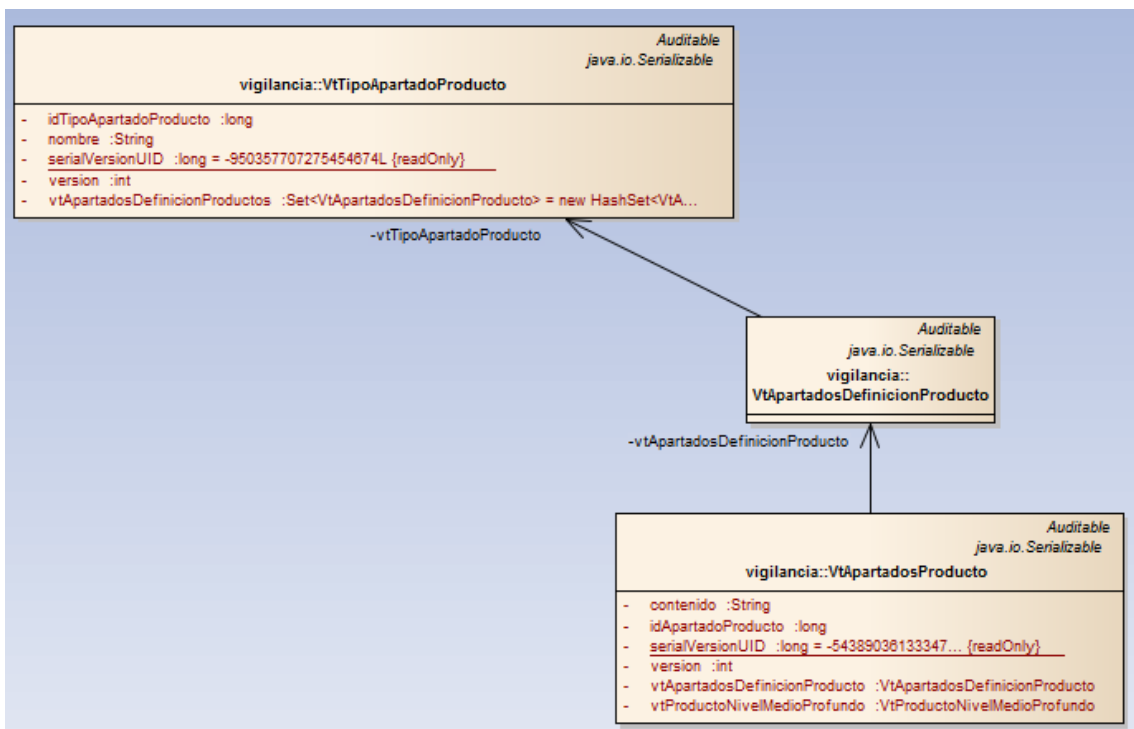 Auditable
java.io.Serializable
vigilancia::VtTipoApartadoProducto
- idTipoApartadoProducto :long
- nombre :String
- serialVersionUID :long = -950357707275454674L {readOnly}
- version :int
- vtApartadosDefinicionProductos :Set<VtApartadosDefinicionProducto> = new HashSet<VtA...
-vtTipoApartadoProducto
Auditable
java.io.Serializable
vigilancia::
VtApartadosDefinicionProducto
-vtApartadosDefinicionProducto
Auditable
java.io.Serializable
vigilancia::VtApartadosProducto
- contenido :String
- idApartadoProducto :long
- serialVersionUID :long = -54389036133347... {readOnly}
- version :int
- vtApartadosDefinicionProducto :VtApartadosDefinicionProducto
- vtProductoNivelMedioProfundo :VtProductoNivelMedioProfundo